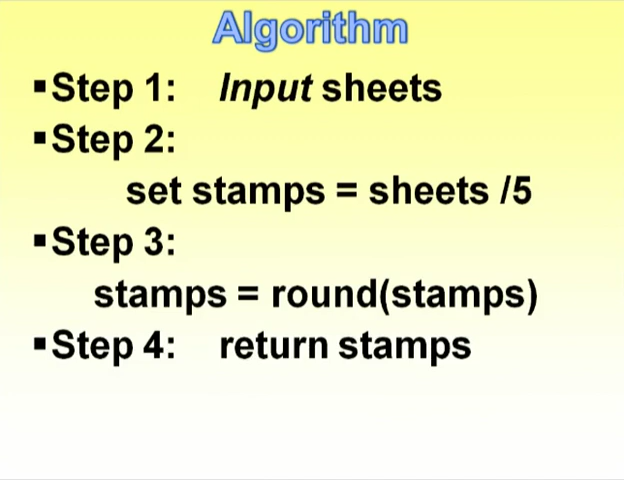 Algorithm
▪Step 1: Input sheets
▪Step 2:
set stamps = sheets /5
▪Step 3:
stamps = round(stamps)
▪Step 4: return stamps